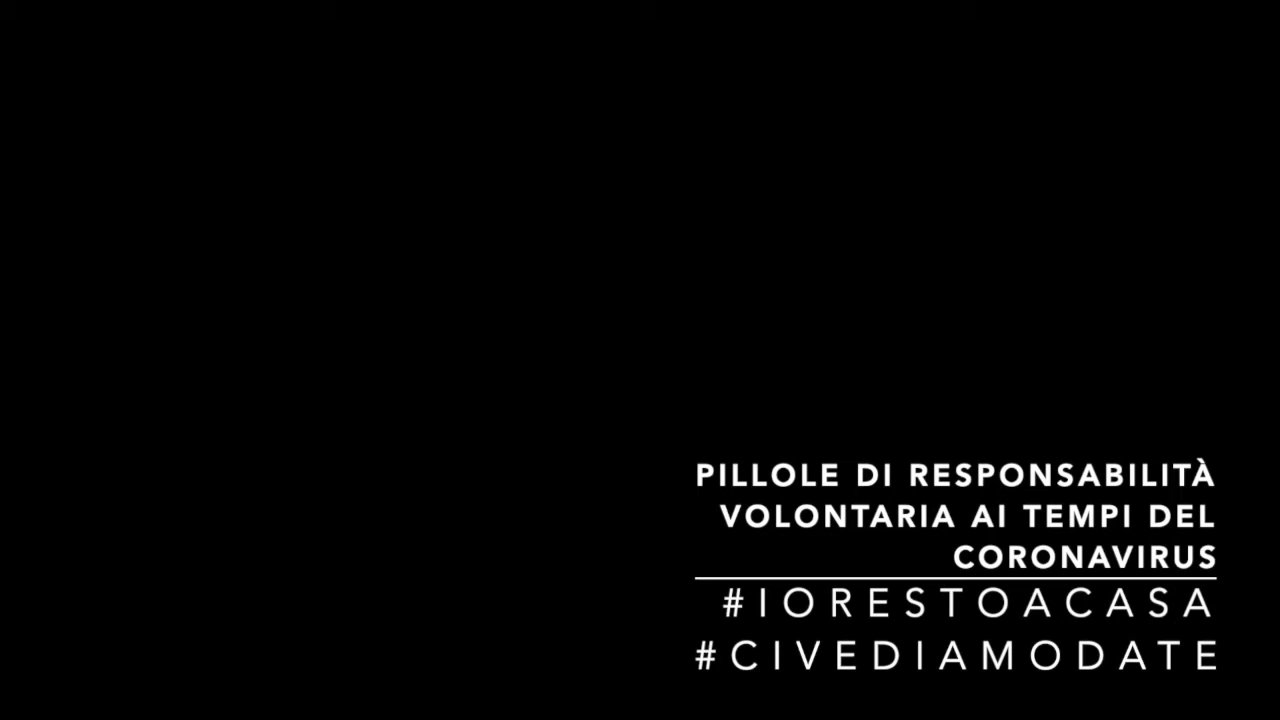 PILLOLE DI RESPONSABILITÀ
VOLONTARIA AI TEMPI DEL
CORONAVIRUS
#IORESTOACASA
#CIVEDIAMODATE